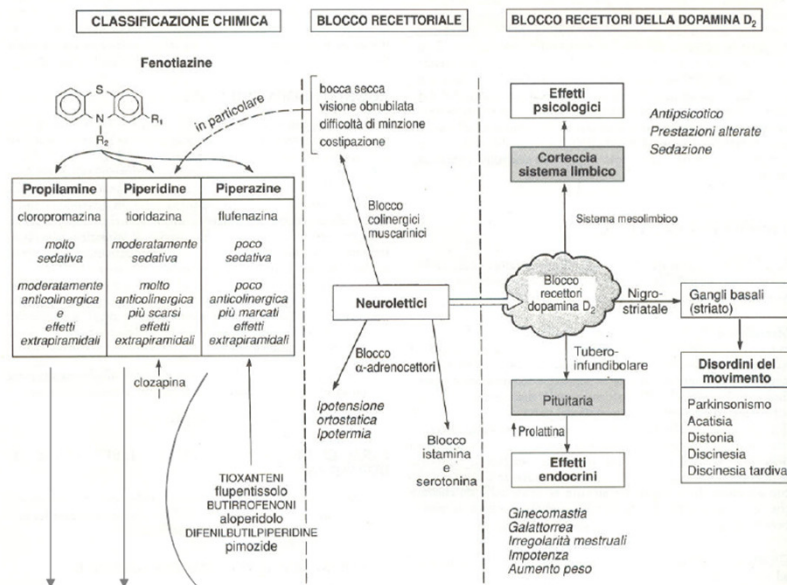 CLASSIFICAZIONE CHIMICA
Fenotiazine
S
N
R₁
R₂
in particolare
Propilamine
cloropromazina
molto
sedativa
moderatamente
anticolinergica
e
effetti
extrapiramidali
Piperidine
tioridazina
moderatamente
sedativa
molto
anticolinergica
più scarsi
effetti
extrapiramidali
Piperazine
flufenazina
poco
sedativa
poco
anticolinergica
più marcati
effetti
extrapiramidali
clozapina
TIOXANTENI
flupentissolo
BUTIRROFENONI
aloperidolo
DIFENILBUTILPIPERIDINE
pimozide
BLOCCO RECETTORIALE
bocca secca
visione obnubilata
difficoltà di minzione
costipazione
Blocco
colinergici
muscarinici
Neurolettici
Blocco
α-adrenocettori
Ipotensione
ortostatica
Ipotermia
Blocco
istamina
e
serotonina
BLOCCO RECETTORI DELLA DOPAMINA D₂
Effetti
psicologici
Antipsicotico
Prestazioni alterate
Sedazione
Corteccia
sistema limbico
Sistema mesolimbico
Blocco
recettori
dopamina D₂
Nigro-
striatale
Gangli basali
(striato)
Disordini del
movimento
Parkinsonismo
Acatisia
Distonia
Discinesia
Discinesia tardiva
Tubero-
infundibolare
Pituitaria
↑ Prolattina
Effetti
endocrini
Ginecomastia
Galattorrea
Irregolarità mestruali
Impotenza
Aumento peso